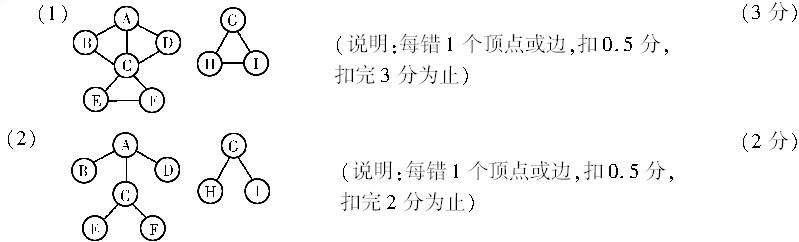 (1) (3 分)
A
B D
C
E F
G
H I
(说明:每错1个顶点或边,扣0.5分,
扣完3分为止)
(2) (2 分)
A
B D
C
E F
G
H I
(说明:每错1个顶点或边,扣0.5分,
扣完2分为止)